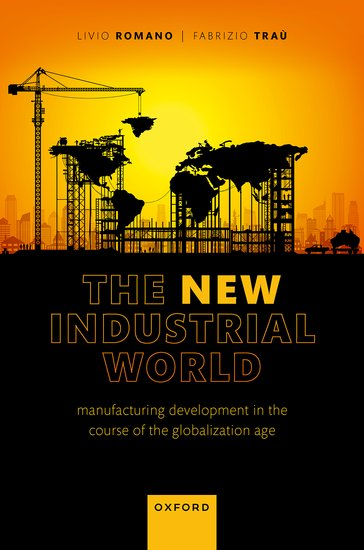 LIVIO ROMANO | FABRIZIO TRAÙ
THE NEW
INDUSTRIAL
WORLD
manufacturing development in the
course of the globalization age
OXFORD